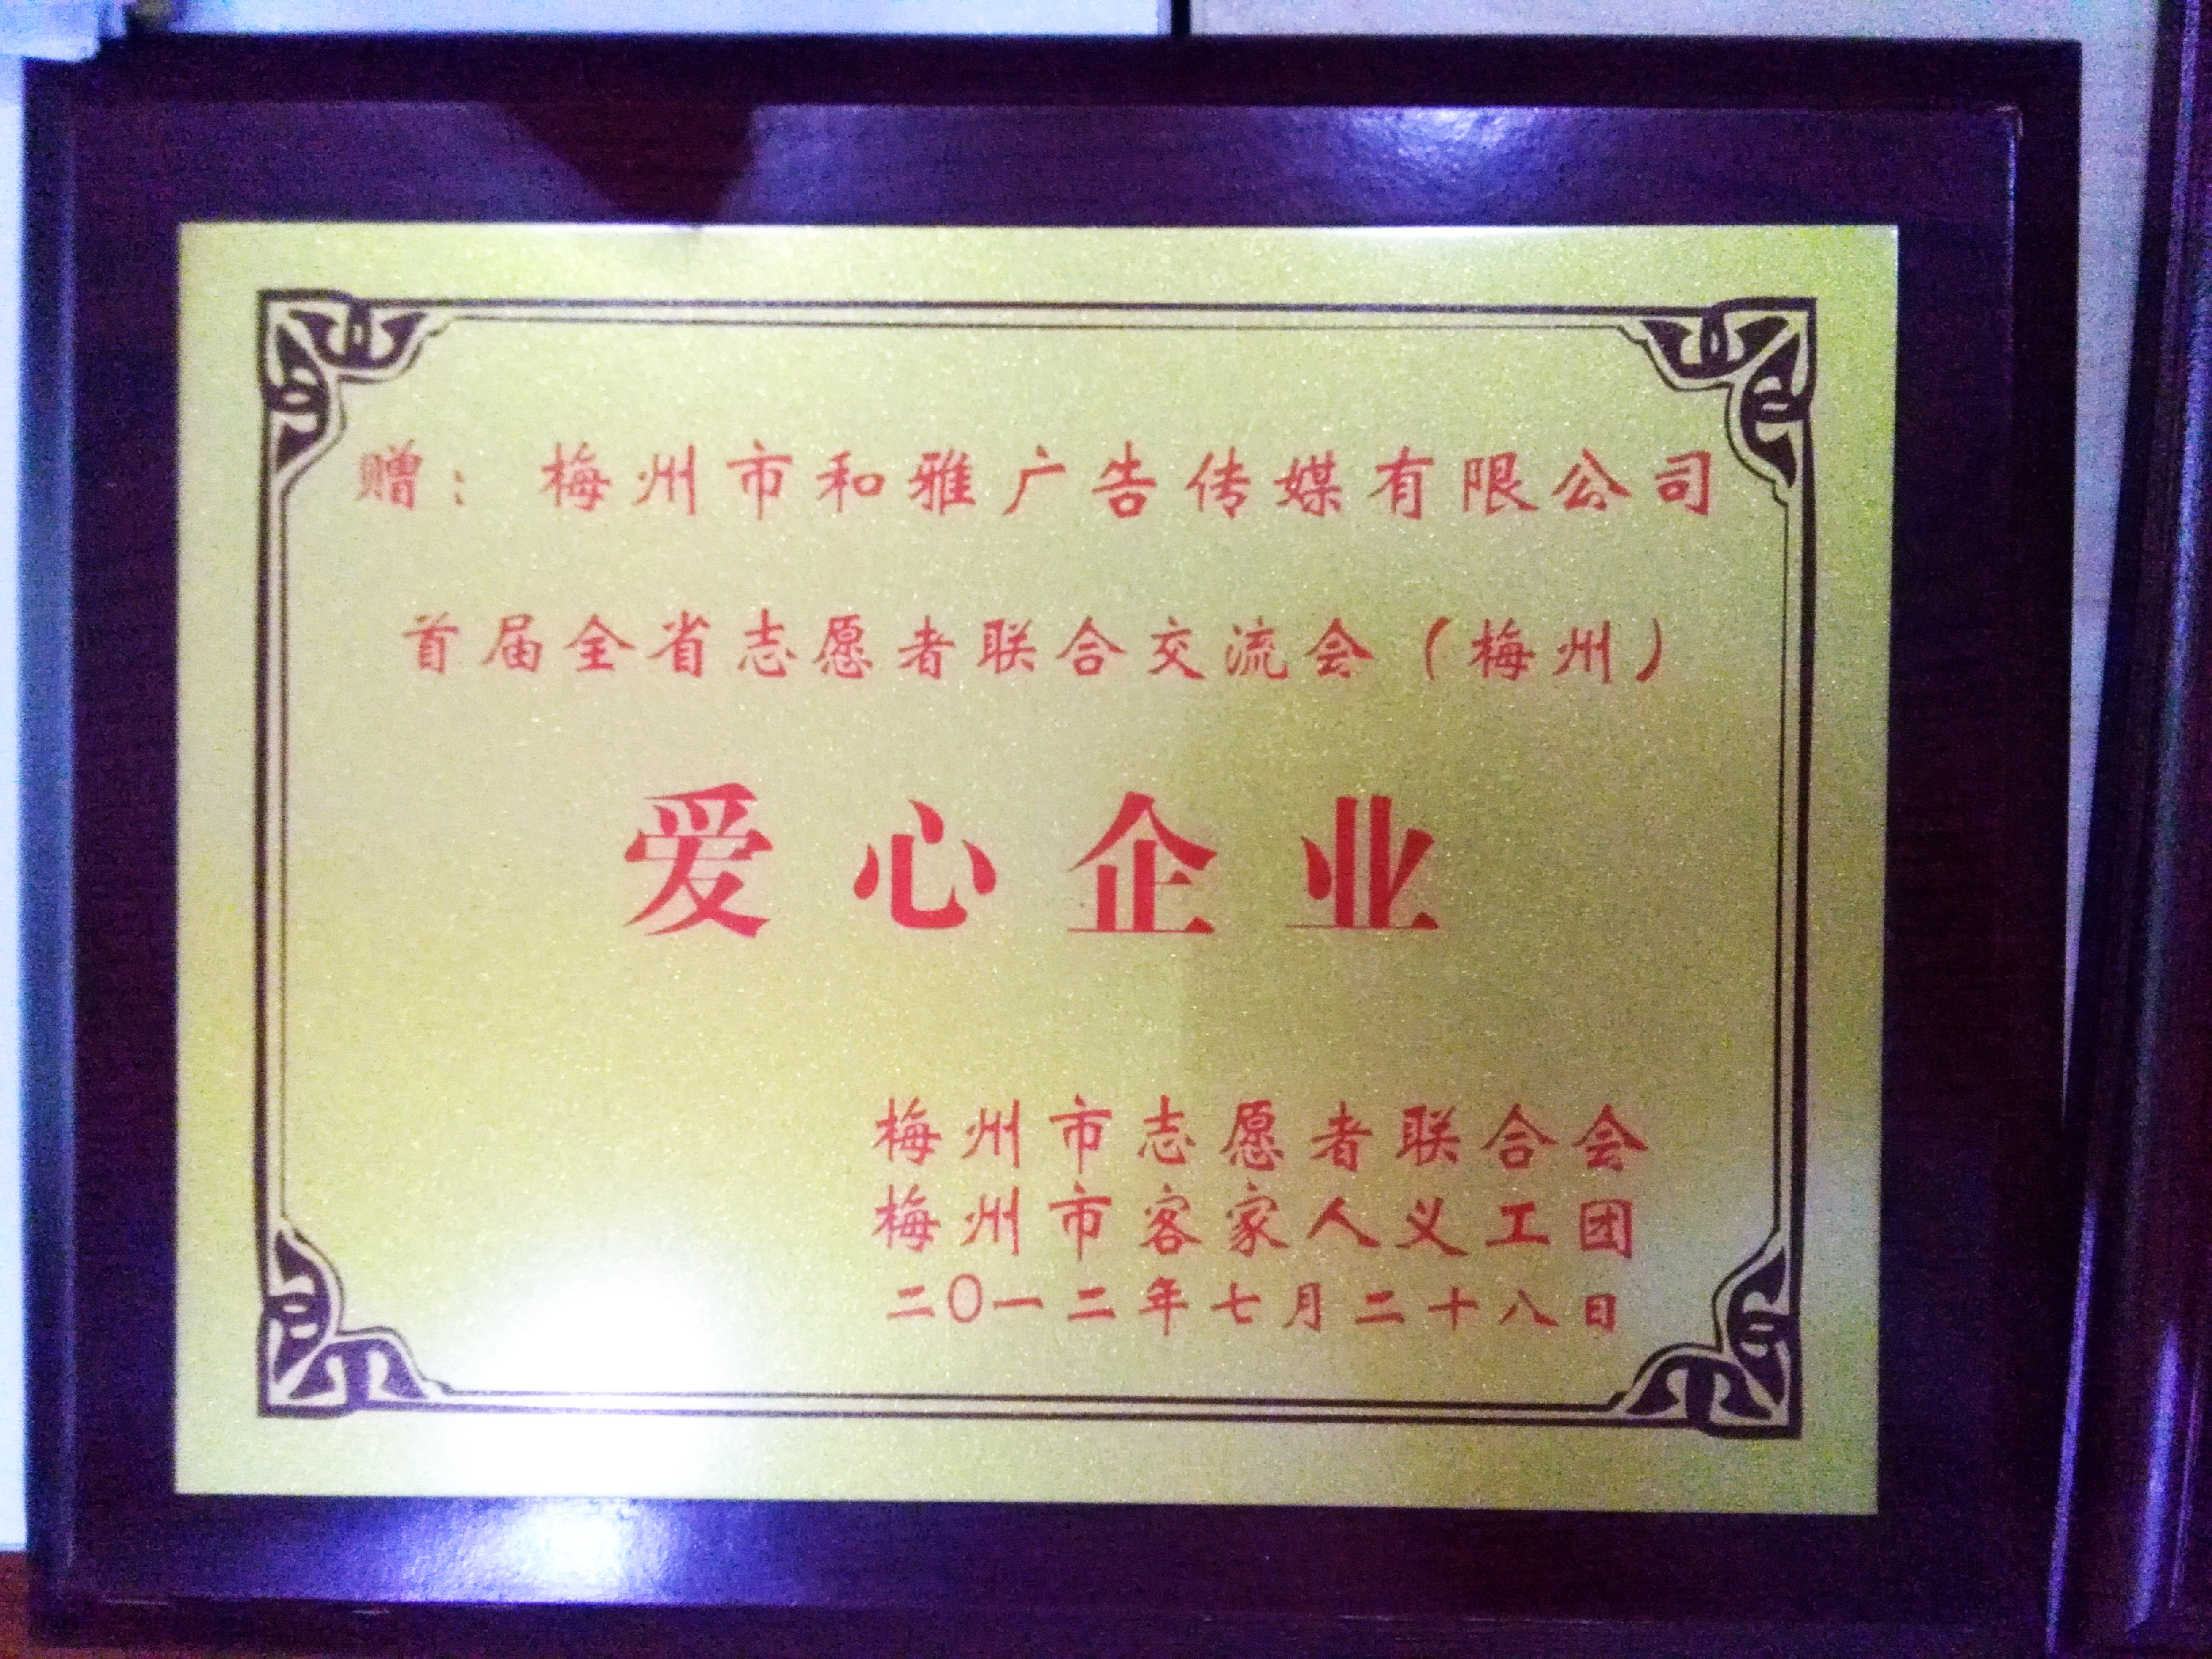 赠：梅州市和雅广告传媒有限公司
首届全省志愿者联合交流会（梅州）
爱心企业
梅州市志愿者联合会
梅州市客家人义工团
二〇一二年七月二十八日